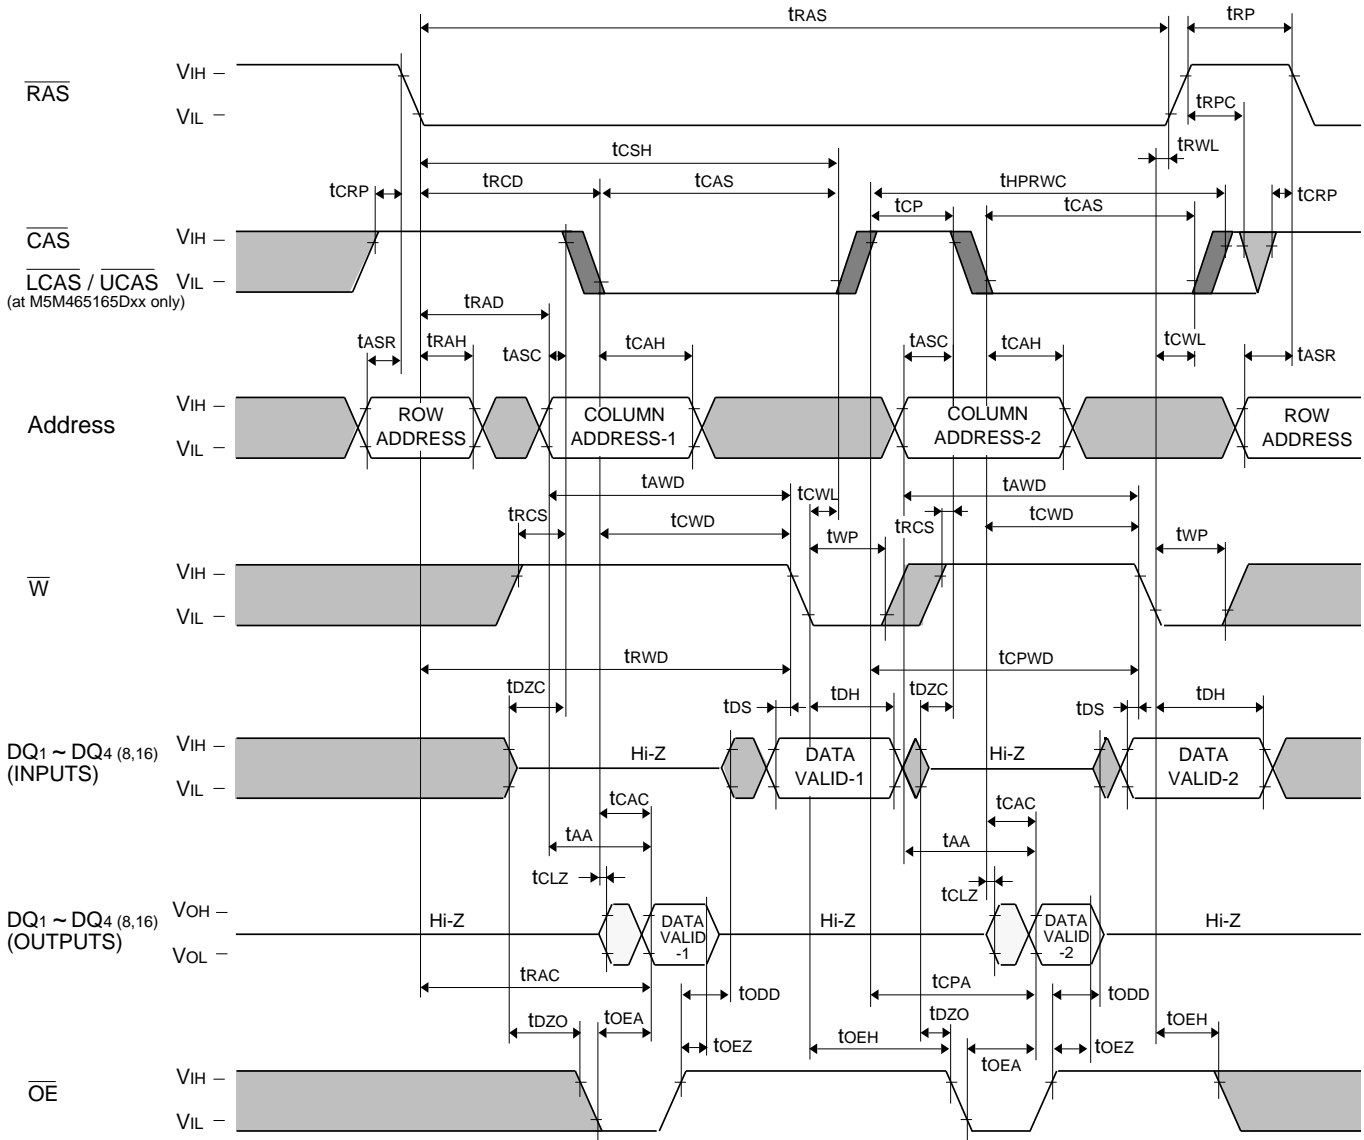 tRAS
tRP
RAS
VIH
VIL
tRPC
tRWL
tCSH
tCRP
tRCD
tCAS
tHPRWC
tCP
tCAS
tCRP
CAS
VIH
LCAS / UCAS
VIL
(at M5M465165Dxx only)
tRAD
tASR
tRAH
tASC
tCAH
tASC
tCAH
tCWL
tASR
Address
VIH
VIL
ROW
ADDRESS
COLUMN
ADDRESS-1
COLUMN
ADDRESS-2
ROW
ADDRESS
tAWD
tCWL
tAWD
tRCS
tCWD
tWP
tRCS
tCWD
tWP
W
VIH
VIL
tRWD
tCPWD
tDZC
tDS
tDH
tDZC
tDS
tDH
DQ1 ~ DQ4 (8,16)
(INPUTS)
VIH
VIL
Hi-Z
DATA
VALID-1
Hi-Z
DATA
VALID-2
tCAC
tAA
tCAC
tAA
tCLZ
tCLZ
DQ1 ~ DQ4 (8,16)
(OUTPUTS)
VOH
VOL
Hi-Z
DATA
VALID
-1
Hi-Z
DATA
VALID
-2
Hi-Z
tRAC
tODD
tCPA
tODD
tDZO
tOEA
tOEZ
tOEH
tDZO
tOEA
tOEZ
tOEH
OE
VIH
VIL